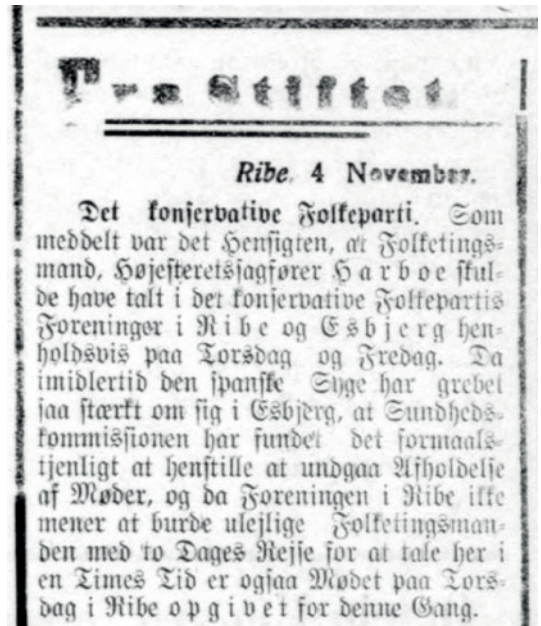 Fra Stiftet.
Ribe, 4 November.
Det konservative Folkeparti. Som
meddelt var det Hensigten, at Folketings-
mand, Højesteretssagfører Harboe skul-
de have talt i det konservative Folkepartis
Foreninger i Ribe og Esbjerg hen-
holdsvis paa Torsdag og Fredag. Da
imidlertid den spanske Syge har grebet
saa stærkt om sig i Esbjerg, at Sundheds-
kommissionen har fundet det formaals-
tjenligt at henstille at undgaa Afholdelse
af Møder, og da Foreningen i Ribe ikke
mener at burde ulejlige Folketingsman-
den med to Dages Rejse for at tale her i
en Times Tid er ogsaa Mødet paa Tors-
dag i Ribe opgivet for denne Gang.